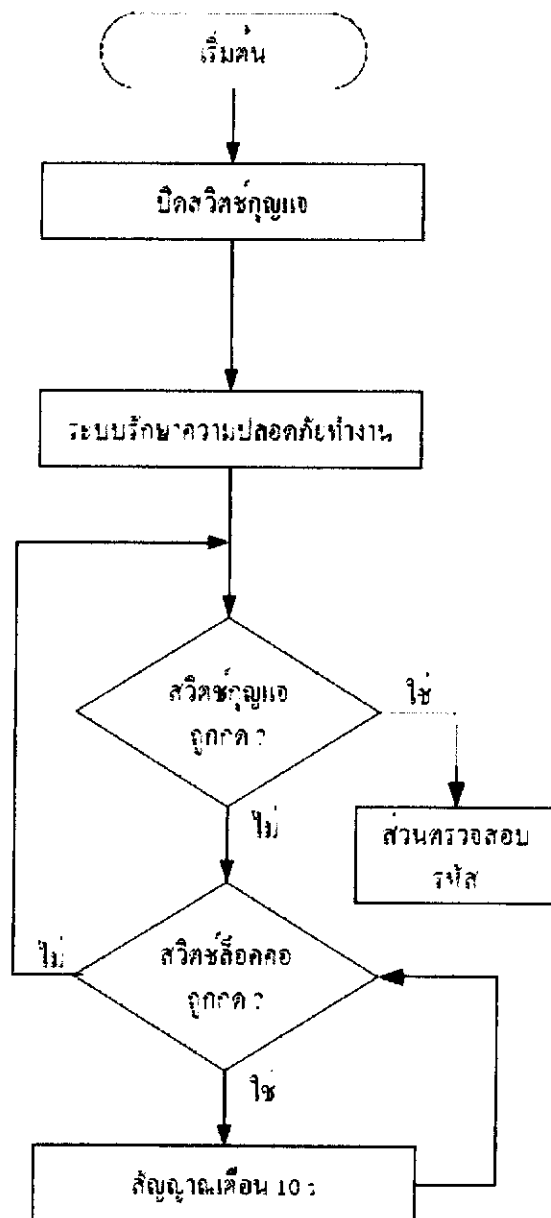 เริ่มต้น
ปิดสวิตช์กุญแจ
ระบบรักษาความปลอดภัยทำงาน
สวิตช์กุญแจ
ถูกกด ?
ใช่
ไม่
ส่วนตรวจสอบ
รหัส
สวิตช์ล็อคคอ
ถูกกด ?
ไม่
ใช่
สัญญาณเตือน 10 s